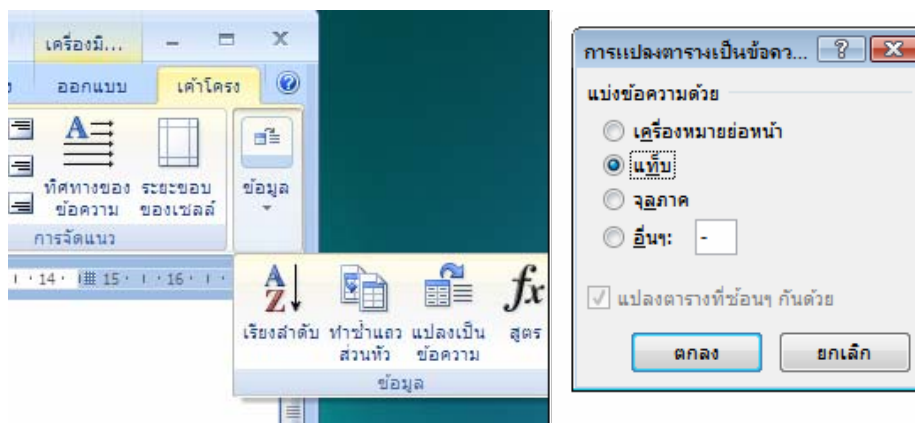 เครื่องมื...
ออกแบบ
เค้าโครง
ทิศทางของ
ข้อความ
ระยะขอบ
ของเซลล์
ข้อมูล
การจัดแนว
14 15 16
เรียงลำดับ
ทำซ้ำแถว
ส่วนหัว
แปลงเป็น
ข้อความ
สูตร
ข้อมูล
การแปลงตารางเป็นข้อคว...
แบ่งข้อความด้วย
เครื่องหมายย่อหน้า
แท็บ
จุลภาค
อื่นๆ: -
แปลงตารางที่ซ้อนๆ กันด้วย
ตกลง ยกเลิก